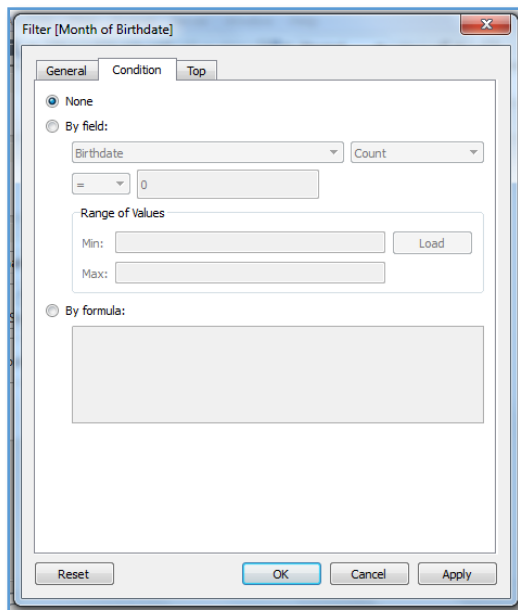 Filter [Month of Birthdate]
General Condition Top
None
By field:
Birthdate Count
= 0
Range of Values
Min: Load
Max:
By formula:
Reset OK Cancel Apply